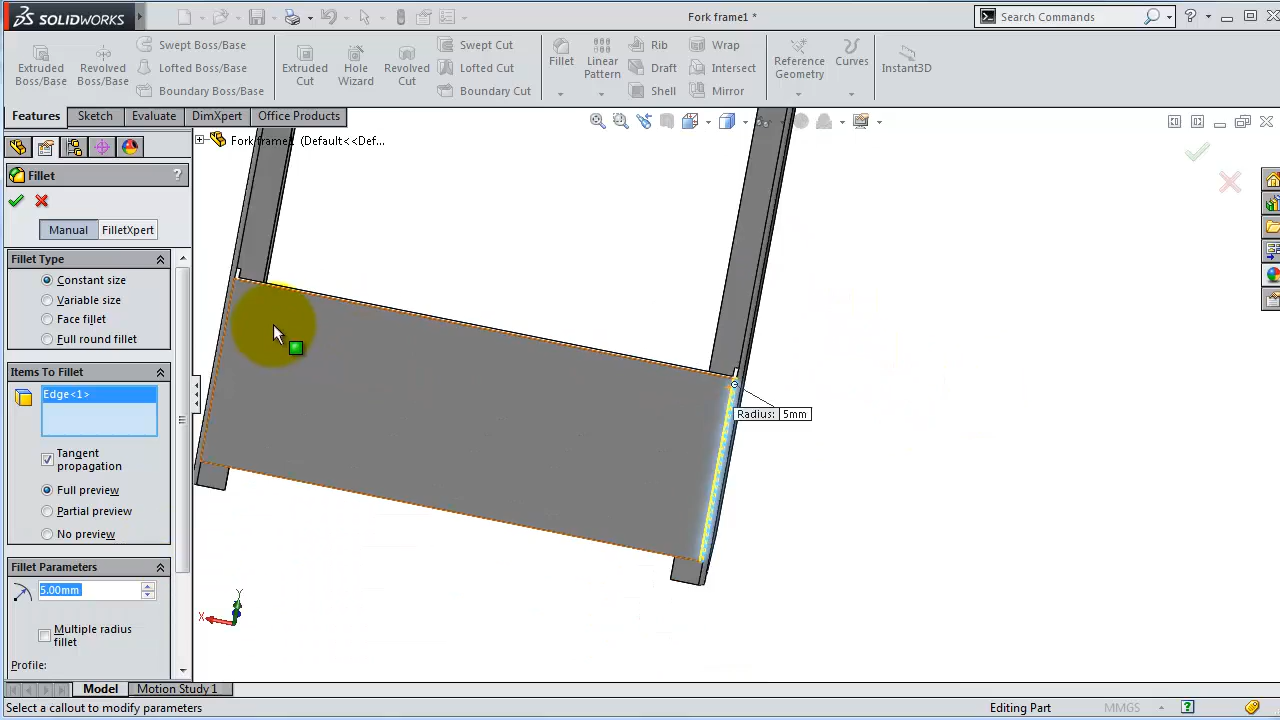 SOLIDWORKS
Fork frame1 *
Search Commands
Extruded Boss/Base
Revolved Boss/Base
Swept Boss/Base
Lofted Boss/Base
Boundary Boss/Base
Extruded Cut
Hole Wizard
Revolved Cut
Swept Cut
Lofted Cut
Boundary Cut
Fillet
Linear Pattern
Rib
Draft
Shell
Wrap
Intersect
Mirror
Reference Geometry
Curves
Instant3D
Features
Sketch
Evaluate
DimXpert
Office Products
Fork frame1 (Default<<Def...
Fillet
?
Manual
FilletXpert
Fillet Type
Constant size
Variable size
Face fillet
Full round fillet
Items To Fillet
Edge<1>
Tangent
propagation
Full preview
Partial preview
No preview
Fillet Parameters
5.00mm
Multiple radius
fillet
Profile:
Radius: 5mm
Y
X
Model
Motion Study 1
Select a callout to modify parameters
Editing Part
MMGS